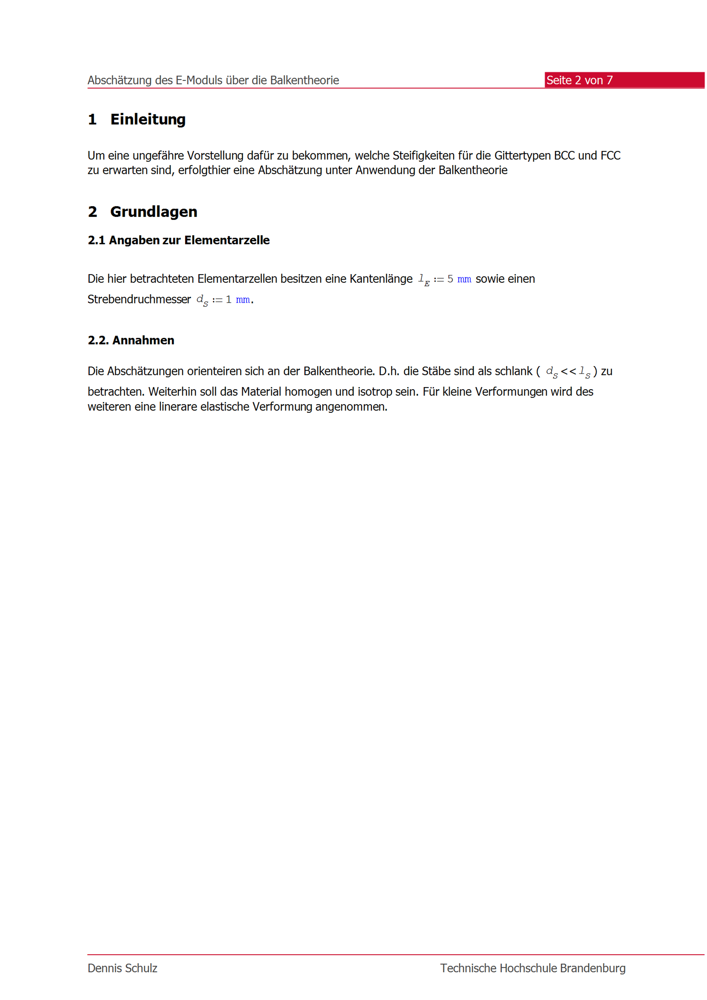 Abschätzung des E-Moduls über die Balkentheorie Seite 2 von 7
1 Einleitung
Um eine ungefähre Vorstellung dafür zu bekommen, welche Steifigkeiten für die Gittertypen BCC und FCC
zu erwarten sind, erfolgthier eine Abschätzung unter Anwendung der Balkentheorie
2 Grundlagen
2.1 Angaben zur Elementarzelle
Die hier betrachteten Elementarzellen besitzen eine Kantenlänge l_E := 5 mm sowie einen
Strebendruchmesser d_S := 1 mm.
2.2. Annahmen
Die Abschätzungen orienteiren sich an der Balkentheorie. D.h. die Stäbe sind als schlank ( d_S << l_S ) zu
betrachten. Weiterhin soll das Material homogen und isotrop sein. Für kleine Verformungen wird des
weiteren eine linerare elastische Verformung angenommen.
Dennis Schulz Technische Hochschule Brandenburg